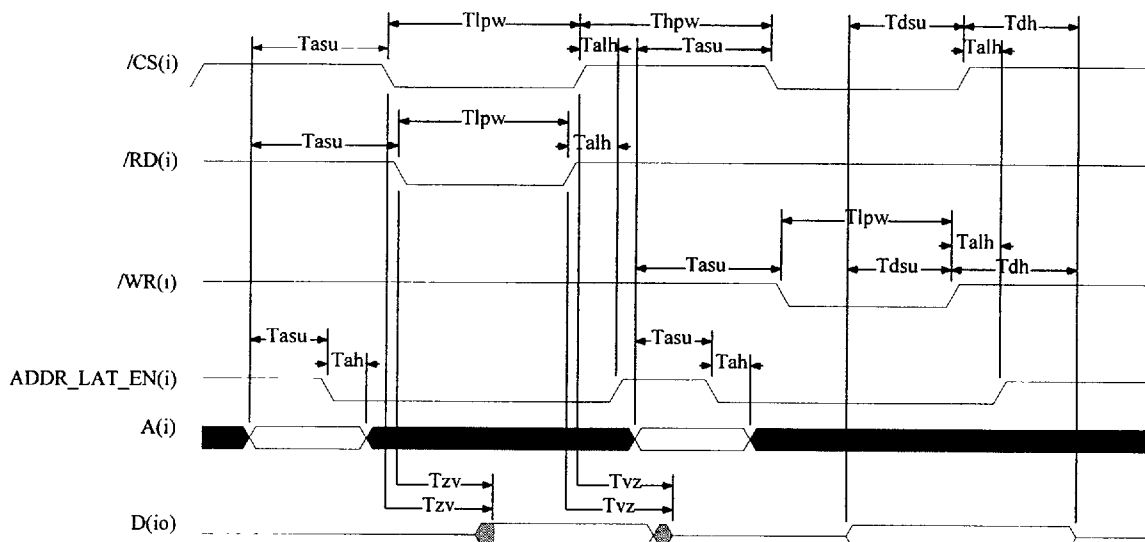 Tlpw Thpw Tdsu Tdh
Tasu Talh Tasu Talh
/CS(i)
Tlpw
Tasu Talh
/RD(i)
Tlpw
Talh
Tasu Tdsu Tdh
/WR(i)
Tasu Tasu
Tah Tah
ADDR_LAT_EN(i)
A(i)
Tzv Tvz
Tzv Tvz
D(io)